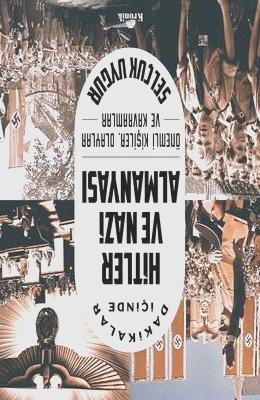 DAKİKALAR
İÇİNDE
HİTLER
VE NAZİ
ALMANYASI
ÖNEMLİ KİŞİLER, OLAYLAR
VE KAVRAMLAR
SELÇUK UYGUR
Kronik